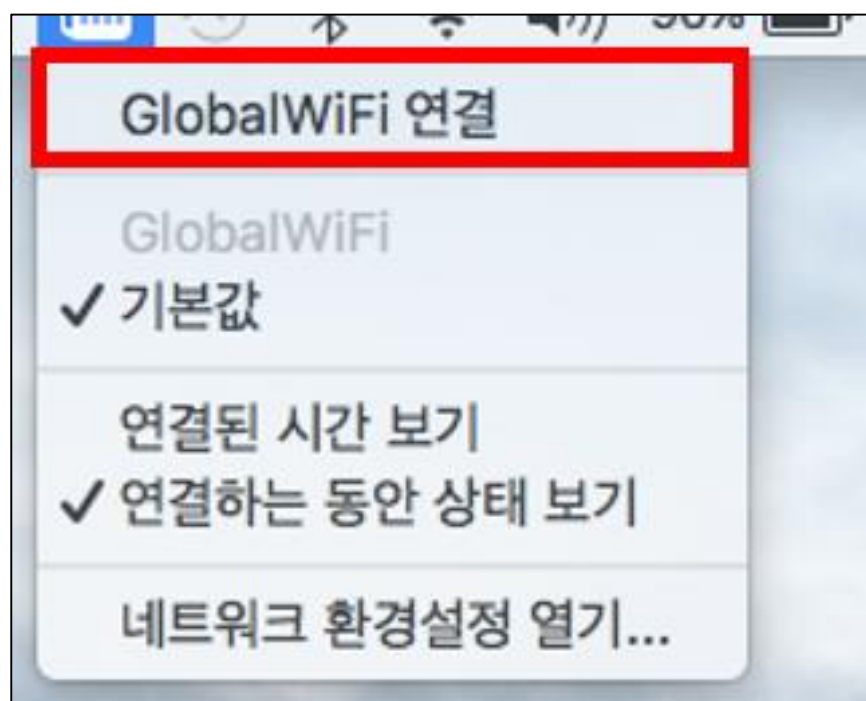 GlobalWiFi 연결
GlobalWiFi
✓ 기본값
연결된 시간 보기
✓ 연결하는 동안 상태 보기
네트워크 환경설정 열기...